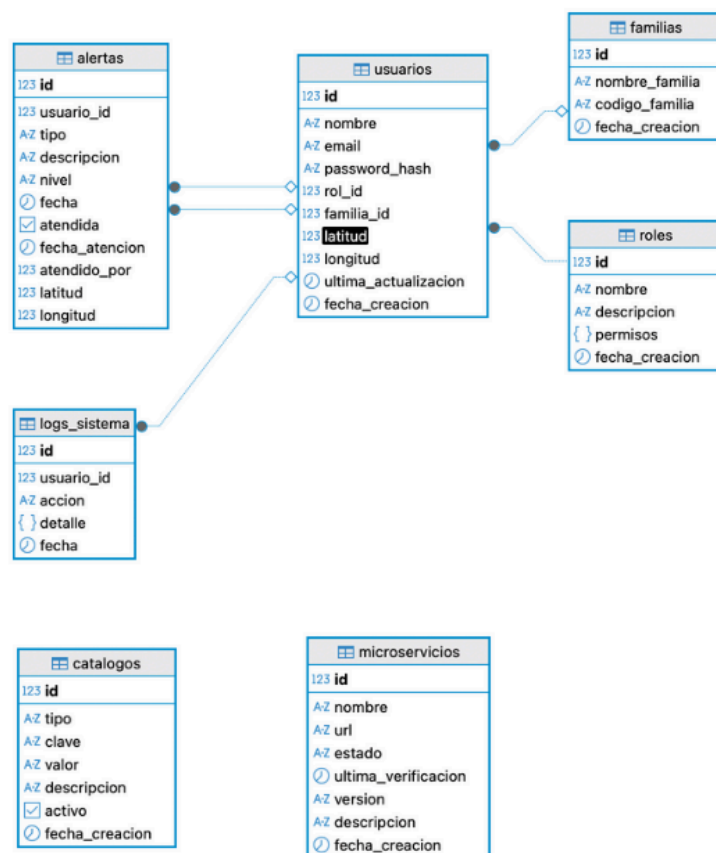 alertas
123 id
123 usuario_id
A-Z tipo
A-Z descripcion
A-Z nivel
fecha
atendida
fecha_atencion
123 atendido_por
123 latitud
123 longitud
usuarios
123 id
A-Z nombre
A-Z email
A-Z password_hash
123 rol_id
123 familia_id
123 latitud
123 longitud
ultima_actualizacion
fecha_creacion
familias
123 id
A-Z nombre_familia
A-Z codigo_familia
fecha_creacion
roles
123 id
A-Z nombre
A-Z descripcion
{ } permisos
fecha_creacion
logs_sistema
123 id
123 usuario_id
A-Z accion
{ } detalle
fecha
catalogos
123 id
A-Z tipo
A-Z clave
A-Z valor
A-Z descripcion
activo
fecha_creacion
microservicios
123 id
A-Z nombre
A-Z url
A-Z estado
ultima_verificacion
A-Z version
A-Z descripcion
fecha_creacion